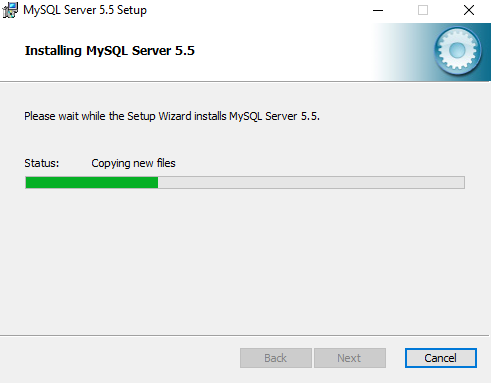 MySQL Server 5.5 Setup
Installing MySQL Server 5.5
Please wait while the Setup Wizard installs MySQL Server 5.5.
Status: Copying new files
Back Next Cancel